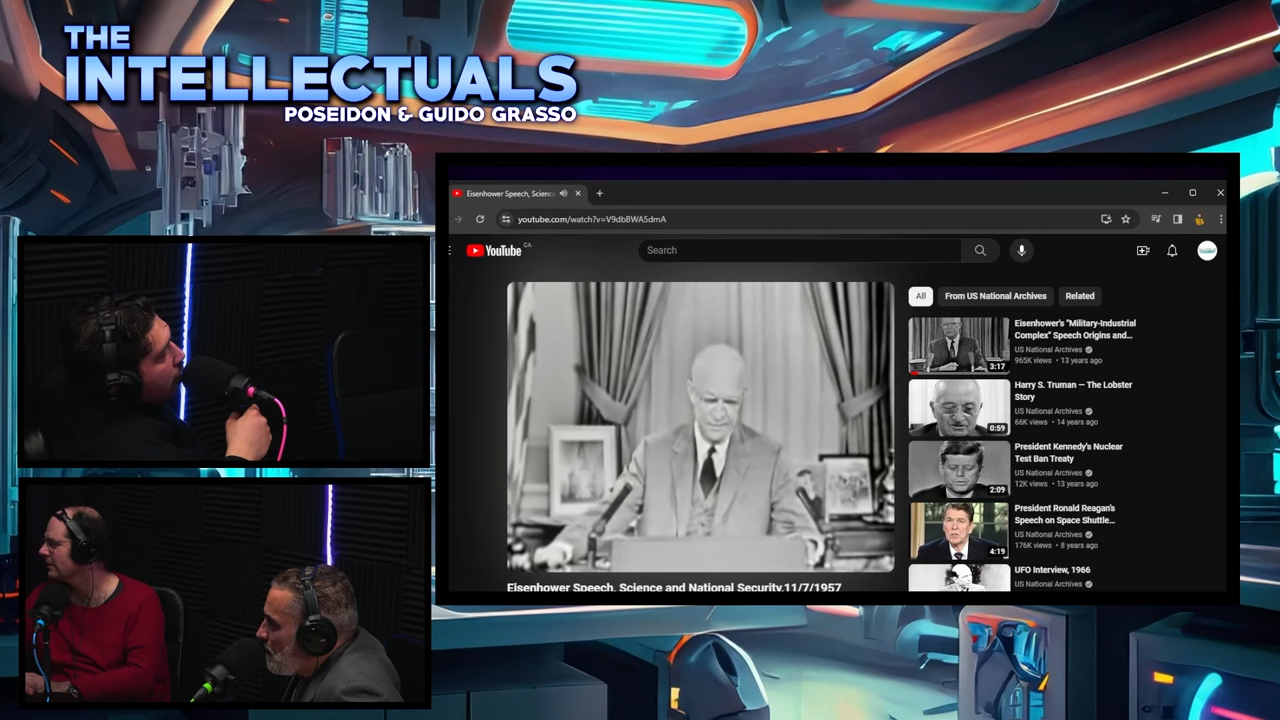 THE
INTELLECTUALS
POSEIDON & GUIDO GRASSO
Eisenhower Speech, Scienc
youtube.com/watch?v=V9dbBWA5dmA
YouTube CA
Search
All
From US National Archives
Related
Eisenhower's "Military-Industrial
Complex" Speech Origins and...
US National Archives
965K views • 13 years ago
3:17
Harry S. Truman — The Lobster
Story
US National Archives
66K views • 14 years ago
0:59
President Kennedy's Nuclear
Test Ban Treaty
US National Archives
12K views • 13 years ago
2:09
President Ronald Reagan's
Speech on Space Shuttle...
US National Archives
176K views • 8 years ago
4:19
UFO Interview, 1966
US National Archives
Eisenhower Speech, Science and National Security,11/7/1957